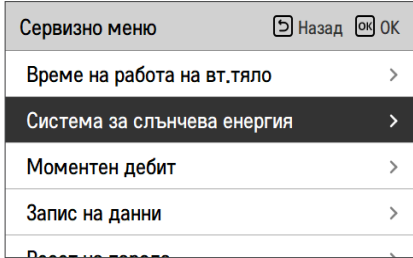 Сервизно меню Назад OK OK
Време на работа на вт.тяло
Система за слънчева енергия
Моментен дебит
Запис на данни